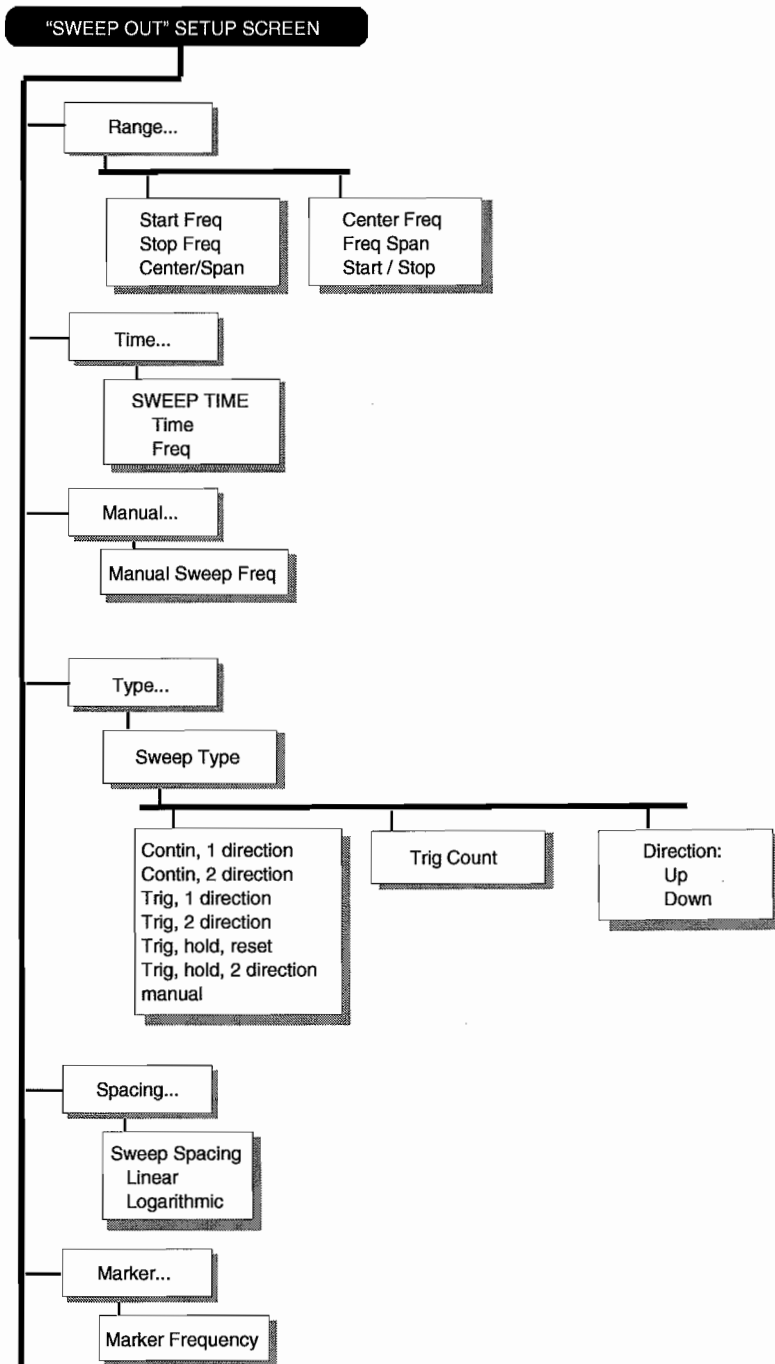 "SWEEP OUT" SETUP SCREEN
Range...
Start Freq
Stop Freq
Center/Span
Center Freq
Freq Span
Start / Stop
Time...
SWEEP TIME
Time
Freq
Manual...
Manual Sweep Freq
Type...
Sweep Type
Contin, 1 direction
Contin, 2 direction
Trig, 1 direction
Trig, 2 direction
Trig, hold, reset
Trig, hold, 2 direction
manual
Trig Count
Direction:
Up
Down
Spacing...
Sweep Spacing
Linear
Logarithmic
Marker...
Marker Frequency